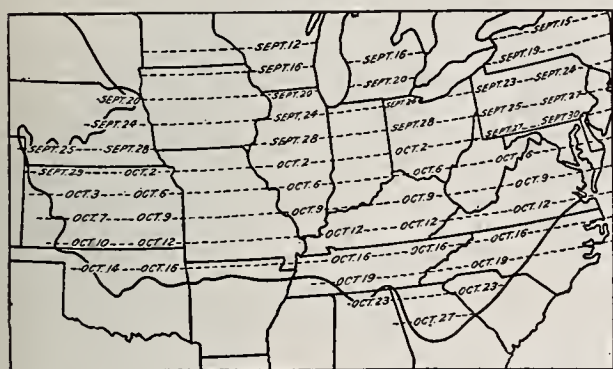 SEPT.12
SEPT.16
SEPT.15
SEPT.16
SEPT.19
SEPT.20
SEPT.20
SEPT.20
SEPT.23
SEPT.24
SEPT.24
SEPT.24
SEPT.24
SEPT.25
SEPT.27
SEPT.28
SEPT.28
SEPT.27
SEPT.30
SEPT.25
SEPT.28
OCT.2
OCT.2
SEPT.29
OCT.2
OCT.6
OCT.6
OCT.16
OCT.3
OCT.6
OCT.9
OCT.9
OCT.9
OCT.7
OCT.9
OCT.12
OCT.12
OCT.12
OCT.10
OCT.12
OCT.16
OCT.16
OCT.16
OCT.14
OCT.16
OCT.19
OCT.19
OCT.23
OCT.23
OCT.27